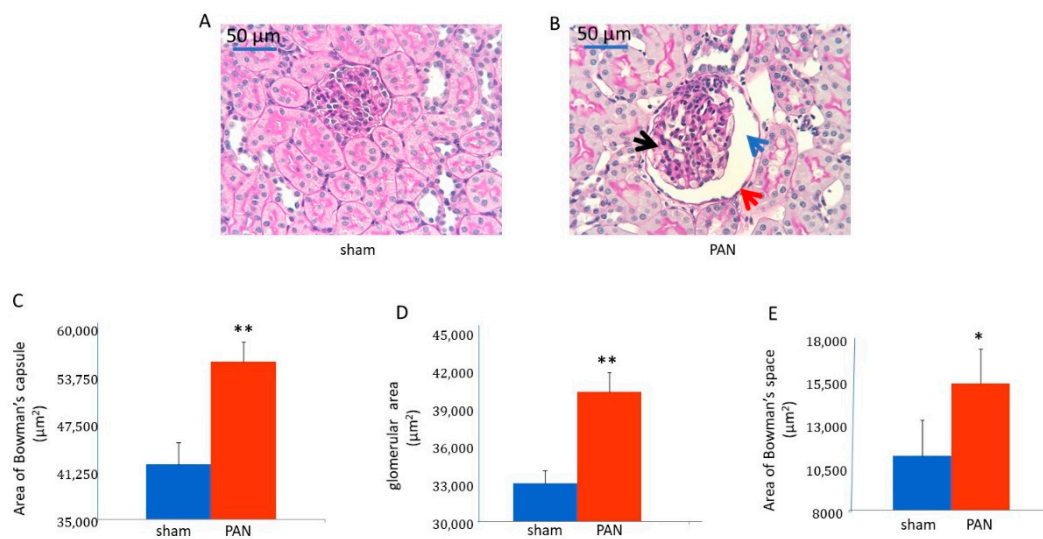 A
50 μm
sham
B
50 μm
PAN
C
Area of Bowman's capsule
(μm²)
60,000
53,750
47,500
41,250
35,000
**
sham
PAN
D
glomerular area
(μm²)
45,000
42,000
39,000
36,000
33,000
30,000
**
sham
PAN
E
Area of Bowman's space
(μm²)
18,000
15,500
13,000
10,500
8000
*
sham
PAN